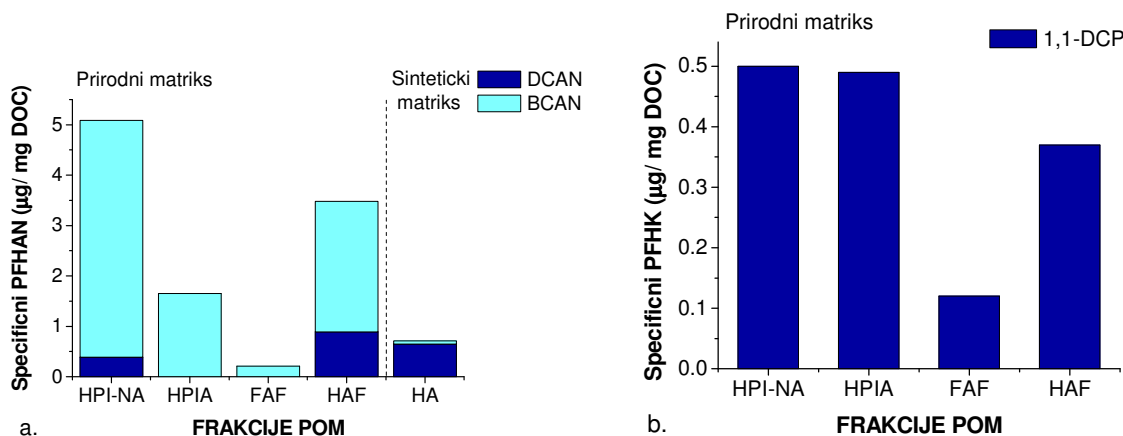 Prirodni matriks
Sinteticki
matriks
DCAN
BCAN
Specificni PFHAN (µg/ mg DOC)
5
4
3
2
1
0
HPI-NA HPIA FAF HAF HA
FRAKCIJE POM
a.
Prirodni matriks
1,1-DCP
Specificni PFHK (µg/ mg DOC)
0.5
0.4
0.3
0.2
0.1
0.0
HPI-NA HPIA FAF HAF
FRAKCIJE POM
b.